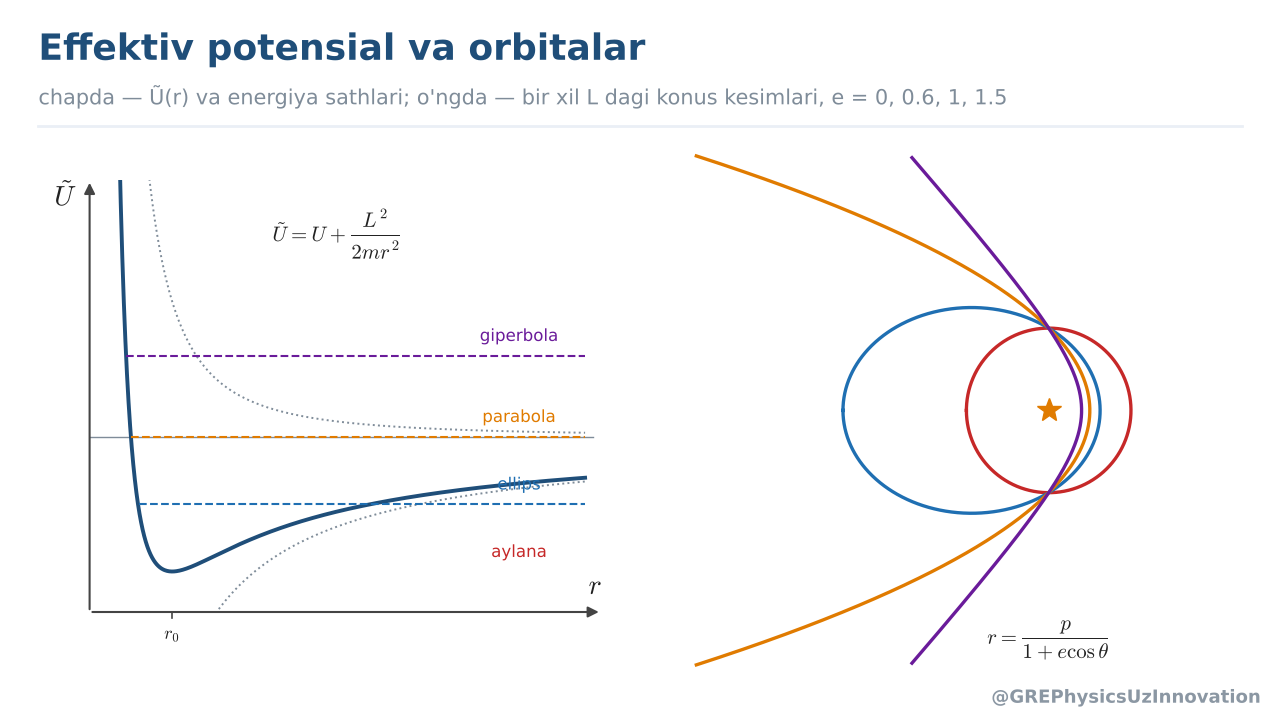 Effektiv potensial va orbitalar
chapda — Ũ(r) va energiya sathlari; o'ngda — bir xil L dagi konus kesimlari, e = 0, 0.6, 1, 1.5
Ũ
Ũ = U + L²/2mr²
giperbola
parabola
ellips
aylana
r
r₀
r = p/1 + e cos θ
@GREPhysicsUzInnovation